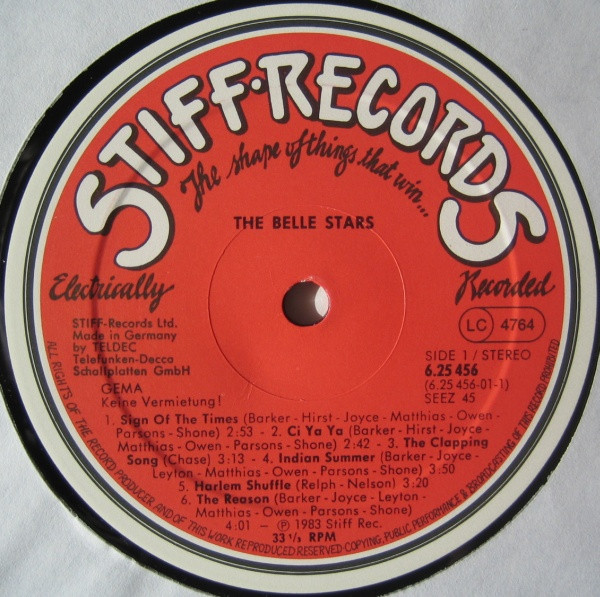 STIFF·RECORDS
The shape of things that win...
THE BELLE STARS
Electrically
Recorded
STIFF-Records Ltd.
Made in Germany
by TELDEC
Telefunken-Decca
Schallplatten GmbH
LC 4764
GEMA
Keine Vermietung!
SIDE 1 / STEREO
6.25 456
(6.25 456-01-1)
SEEZ 45
1. Sign Of The Times (Barker - Hirst - Joyce - Matthias - Owen -
Parsons - Shone) 2:53 - 2. Ci Ya Ya (Barker - Hirst - Joyce -
Matthias - Owen - Parsons - Shone) 2:42 - 3. The Clapping
Song (Chase) 3:13 - 4. Indian Summer (Barker - Joyce -
Leyton - Matthias - Owen - Parsons - Shone) 3:50
5. Harlem Shuffle (Relph - Nelson) 3:20
6. The Reason (Barker - Joyce - Leyton -
Matthias - Owen - Parsons - Shone)
4:01 - ℗ 1983 Stiff Rec.
33 ⅓ RPM
ALL RIGHTS OF THE RECORD PRODUCER AND OF THIS WORK REPRODUCED RESERVED COPYING, PUBLIC PERFORMANCE & BROADCASTING OF THIS RECORD PROHIBITED